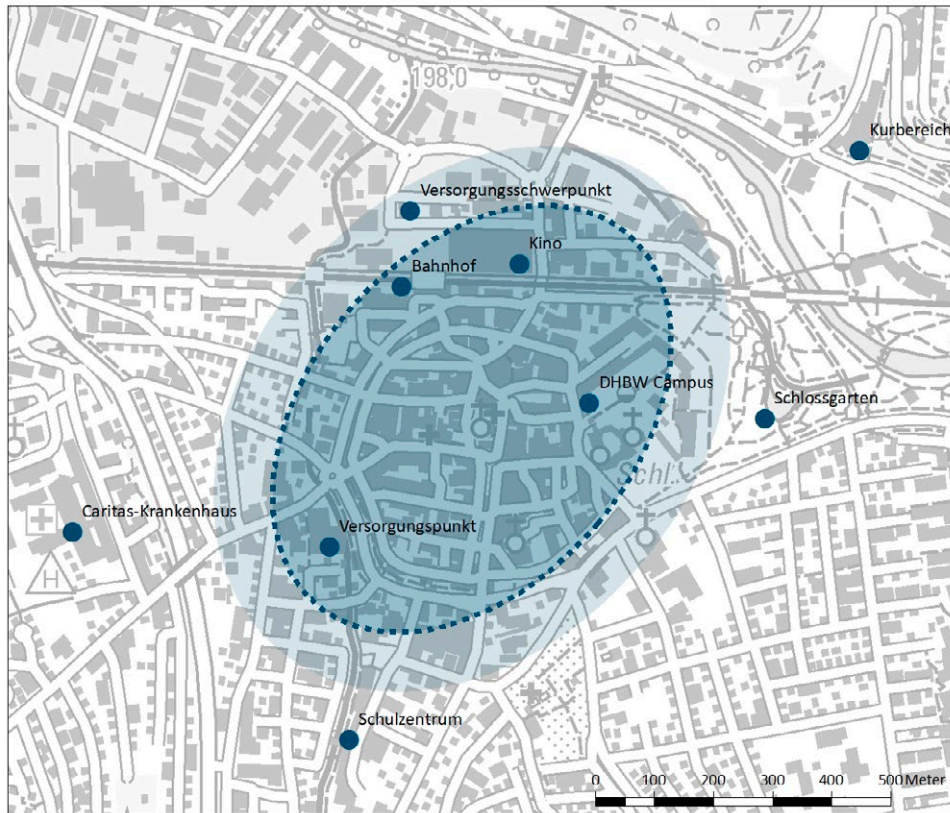 198,0
Kurbereich
Versorgungsschwerpunkt
Kino
Bahnhof
DHBW Campus
Schlossgarten
Schl.
Caritas-Krankenhaus
Versorgungspunkt
H
Schulzentrum
0 100 200 300 400 500 Meter